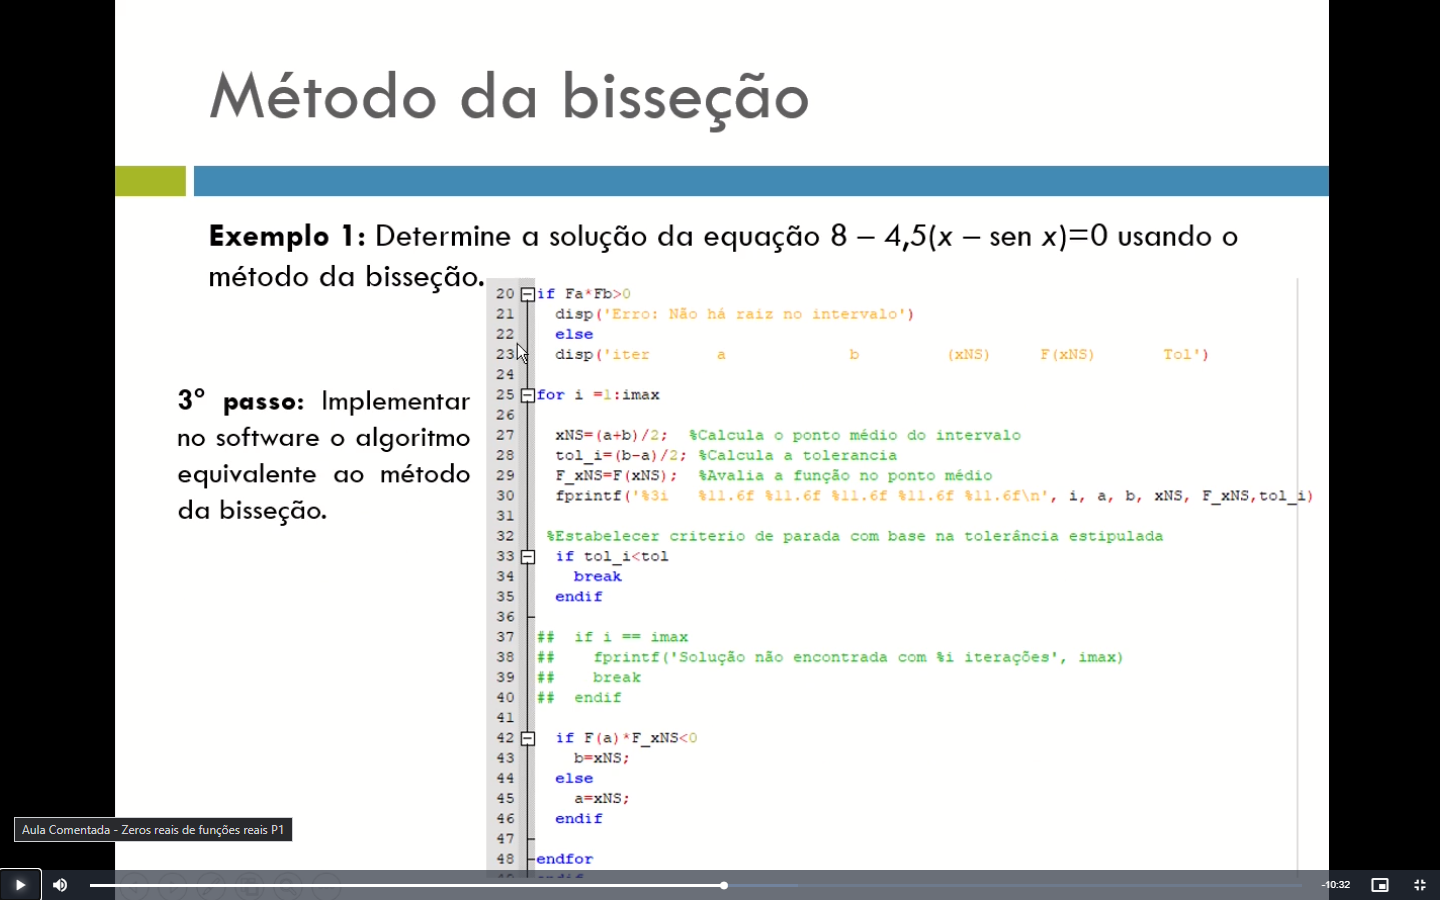 Método da bisseção
Exemplo 1: Determine a solução da equação 8 – 4,5(x – sen x)=0 usando o
método da bisseção.
3º passo: Implementar
no software o algoritmo
equivalente ao método
da bisseção.
20 if Fa*Fb>0
21 disp('Erro: Não há raiz no intervalo')
22 else
23 disp('iter a b (xNS) F(xNS) Tol')
24
25 for i =1:imax
26
27 xNS=(a+b)/2; %Calcula o ponto médio do intervalo
28 tol_i=(b-a)/2; %Calcula a tolerancia
29 F_xNS=F(xNS); %Avalia a função no ponto médio
30 fprintf('%3i %11.6f %11.6f %11.6f %11.6f %11.6f\n', i, a, b, xNS, F_xNS,tol_i)
31
32 %Estabelecer criterio de parada com base na tolerância estipulada
33 if tol_i<tol
34 break
35 endif
36
37 ## if i == imax
38 ## fprintf('Solução não encontrada com %i iterações', imax)
39 ## break
40 ## endif
41
42 if F(a)*F_xNS<0
43 b=xNS;
44 else
45 a=xNS;
46 endif
47
48 endfor
Aula Comentada - Zeros reais de funções reais P1
-10:32